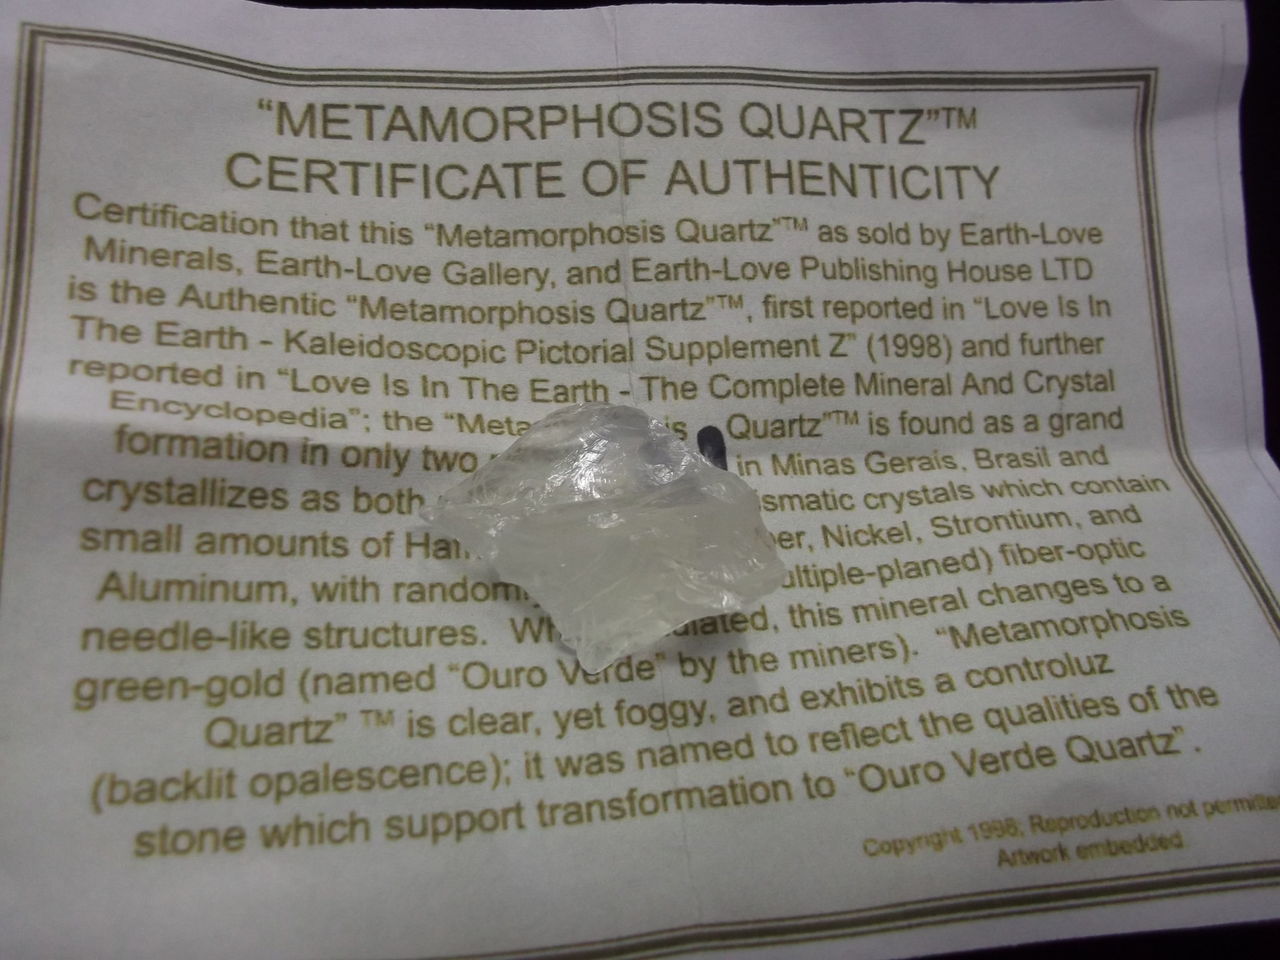 “METAMORPHOSIS QUARTZ”™
CERTIFICATE OF AUTHENTICITY
Certification that this “Metamorphosis Quartz”™ as sold by Earth-Love
Minerals, Earth-Love Gallery, and Earth-Love Publishing House LTD
is the Authentic “Metamorphosis Quartz”™, first reported in “Love Is In
The Earth - Kaleidoscopic Pictorial Supplement Z” (1998) and further
reported in “Love Is In The Earth - The Complete Mineral And Crystal
Encyclopedia”; the “Meta is Quartz”™ is found as a grand
formation in only two in Minas Gerais, Brasil and
crystallizes as both smatic crystals which contain
small amounts of Nickel, Strontium, and
Aluminum, with ultiple-planed) fiber-optic
needle-like structures. this mineral changes to a
green-gold (named “Ouro Verde” by the miners). “Metamorphosis
Quartz” ™ is clear, yet foggy, and exhibits a controluz
(backlit opalescence); it was named to reflect the qualities of the
stone which support transformation to “Ouro Verde Quartz”.
Copyright 1998; Reproduction not permitted
Artwork embedded